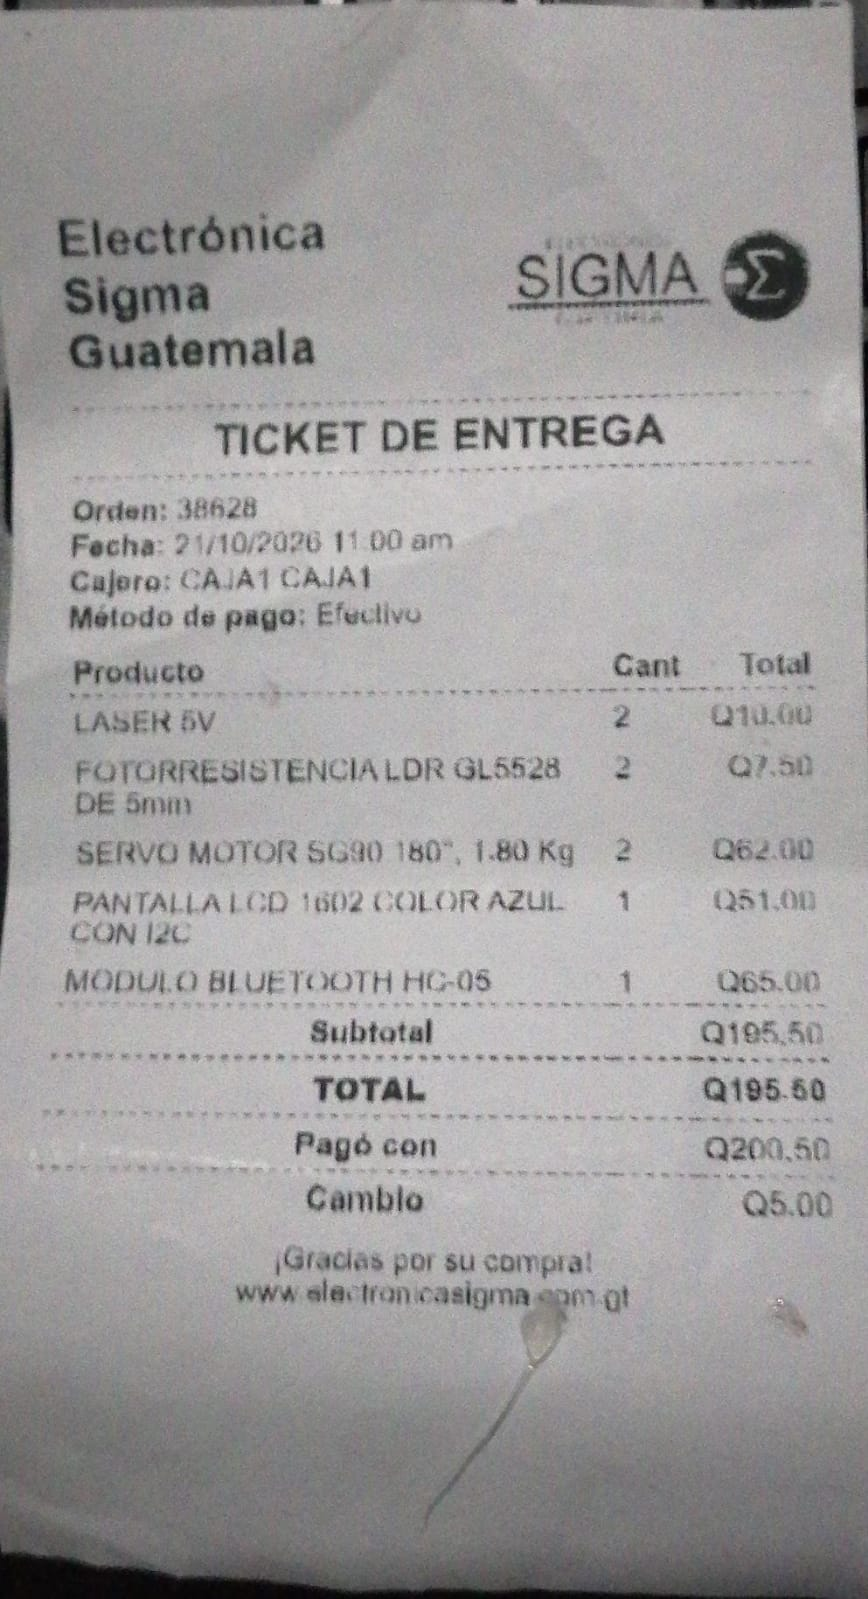 Electrónica
Sigma
Guatemala
SIGMA
TICKET DE ENTREGA
Orden: 38628
Fecha: 21/10/2026 11:00 am
Cajero: CAJA1 CAJA1
Método de pago: Efectivo
Producto Cant Total
LASER 5V 2 Q10.00
FOTORRESISTENCIA LDR GL5528 2 Q7.50
DE 5mm
SERVO MOTOR SG90 180°, 1.80 Kg 2 Q62.00
PANTALLA LCD 1602 COLOR AZUL 1 Q51.00
CON I2C
MODULO BLUETOOTH HC-05 1 Q65.00
Subtotal Q195.50
TOTAL Q195.50
Pagó con Q200.50
Cambio Q5.00
¡Gracias por su compra!
www.electronicasigma.com.gt